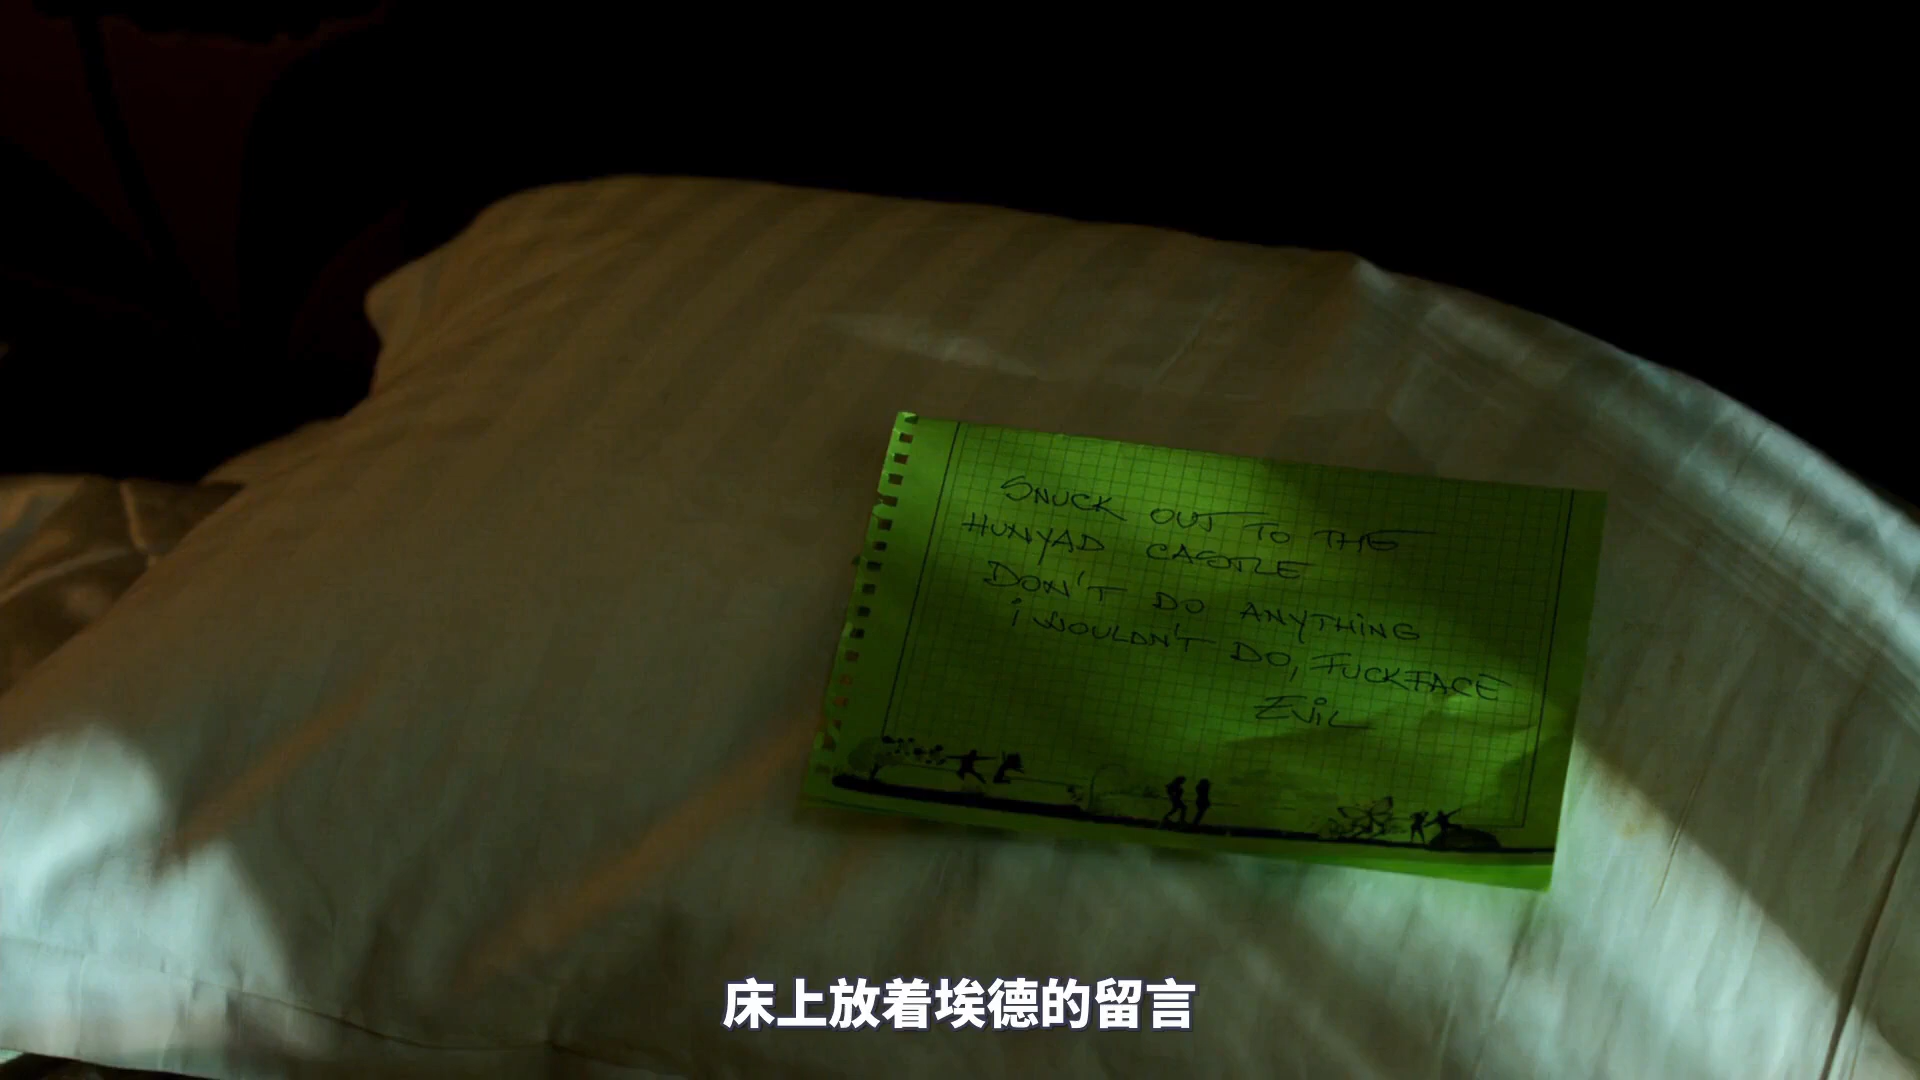 SNUCK OUT TO THE
HUNYAD CASTLE
DON'T DO ANYTHING
i WOULDN'T DO, FUCKFACE
EViL
床上放着埃德的留言